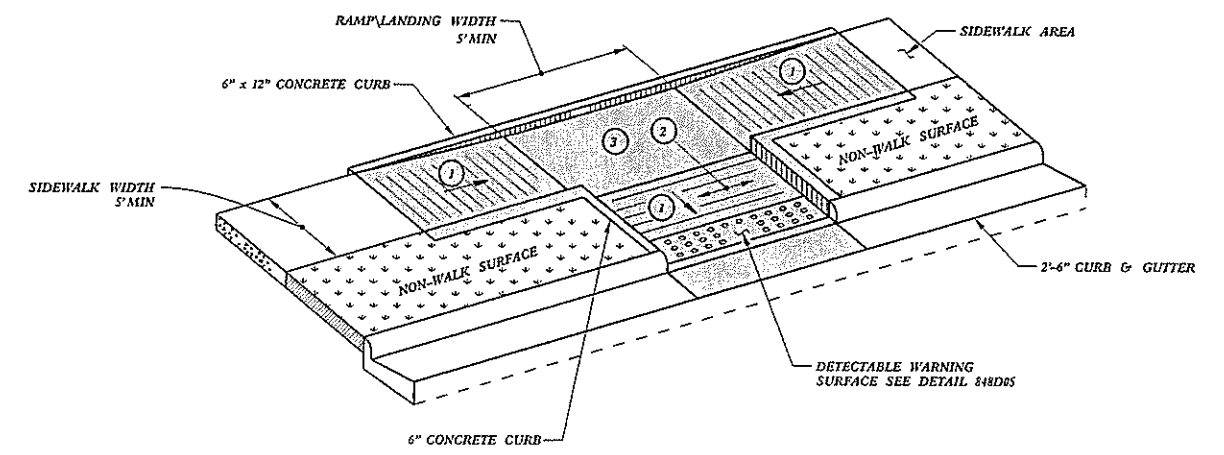 RAMP\LANDING WIDTH
5' MIN
SIDEWALK AREA
6" x 12" CONCRETE CURB
1
2
3
NON-WALK SURFACE
1
SIDEWALK WIDTH
5' MIN
1
NON-WALK SURFACE
2'-6" CURB & GUTTER
DETECTABLE WARNING
SURFACE SEE DETAIL 848D05
6" CONCRETE CURB